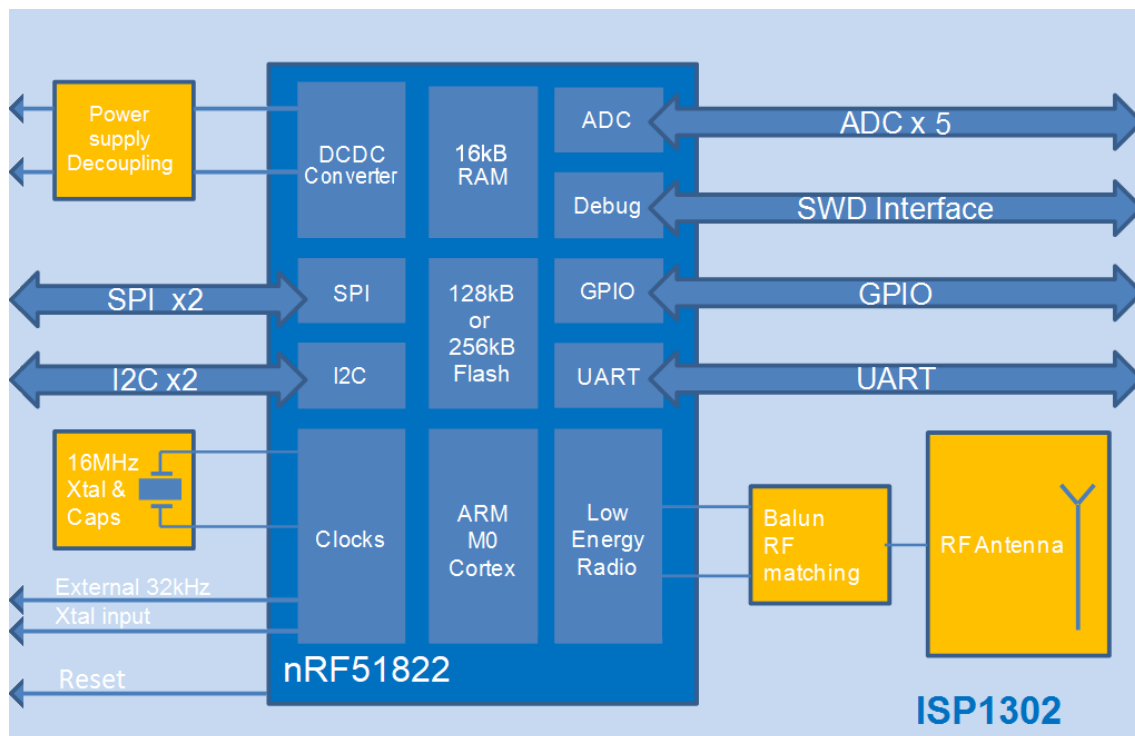 Power
supply
Decoupling
DCDC
Converter
16kB
RAM
ADC
ADC x 5
Debug
SWD Interface
SPI x2
SPI
128kB
or
256kB
Flash
GPIO
GPIO
I2C x2
I2C
UART
UART
16MHz
Xtal &
Caps
Clocks
ARM
M0
Cortex
Low
Energy
Radio
Balun
RF
matching
RF Antenna
External 32kHz
Xtal input
Reset
nRF51822
ISP1302